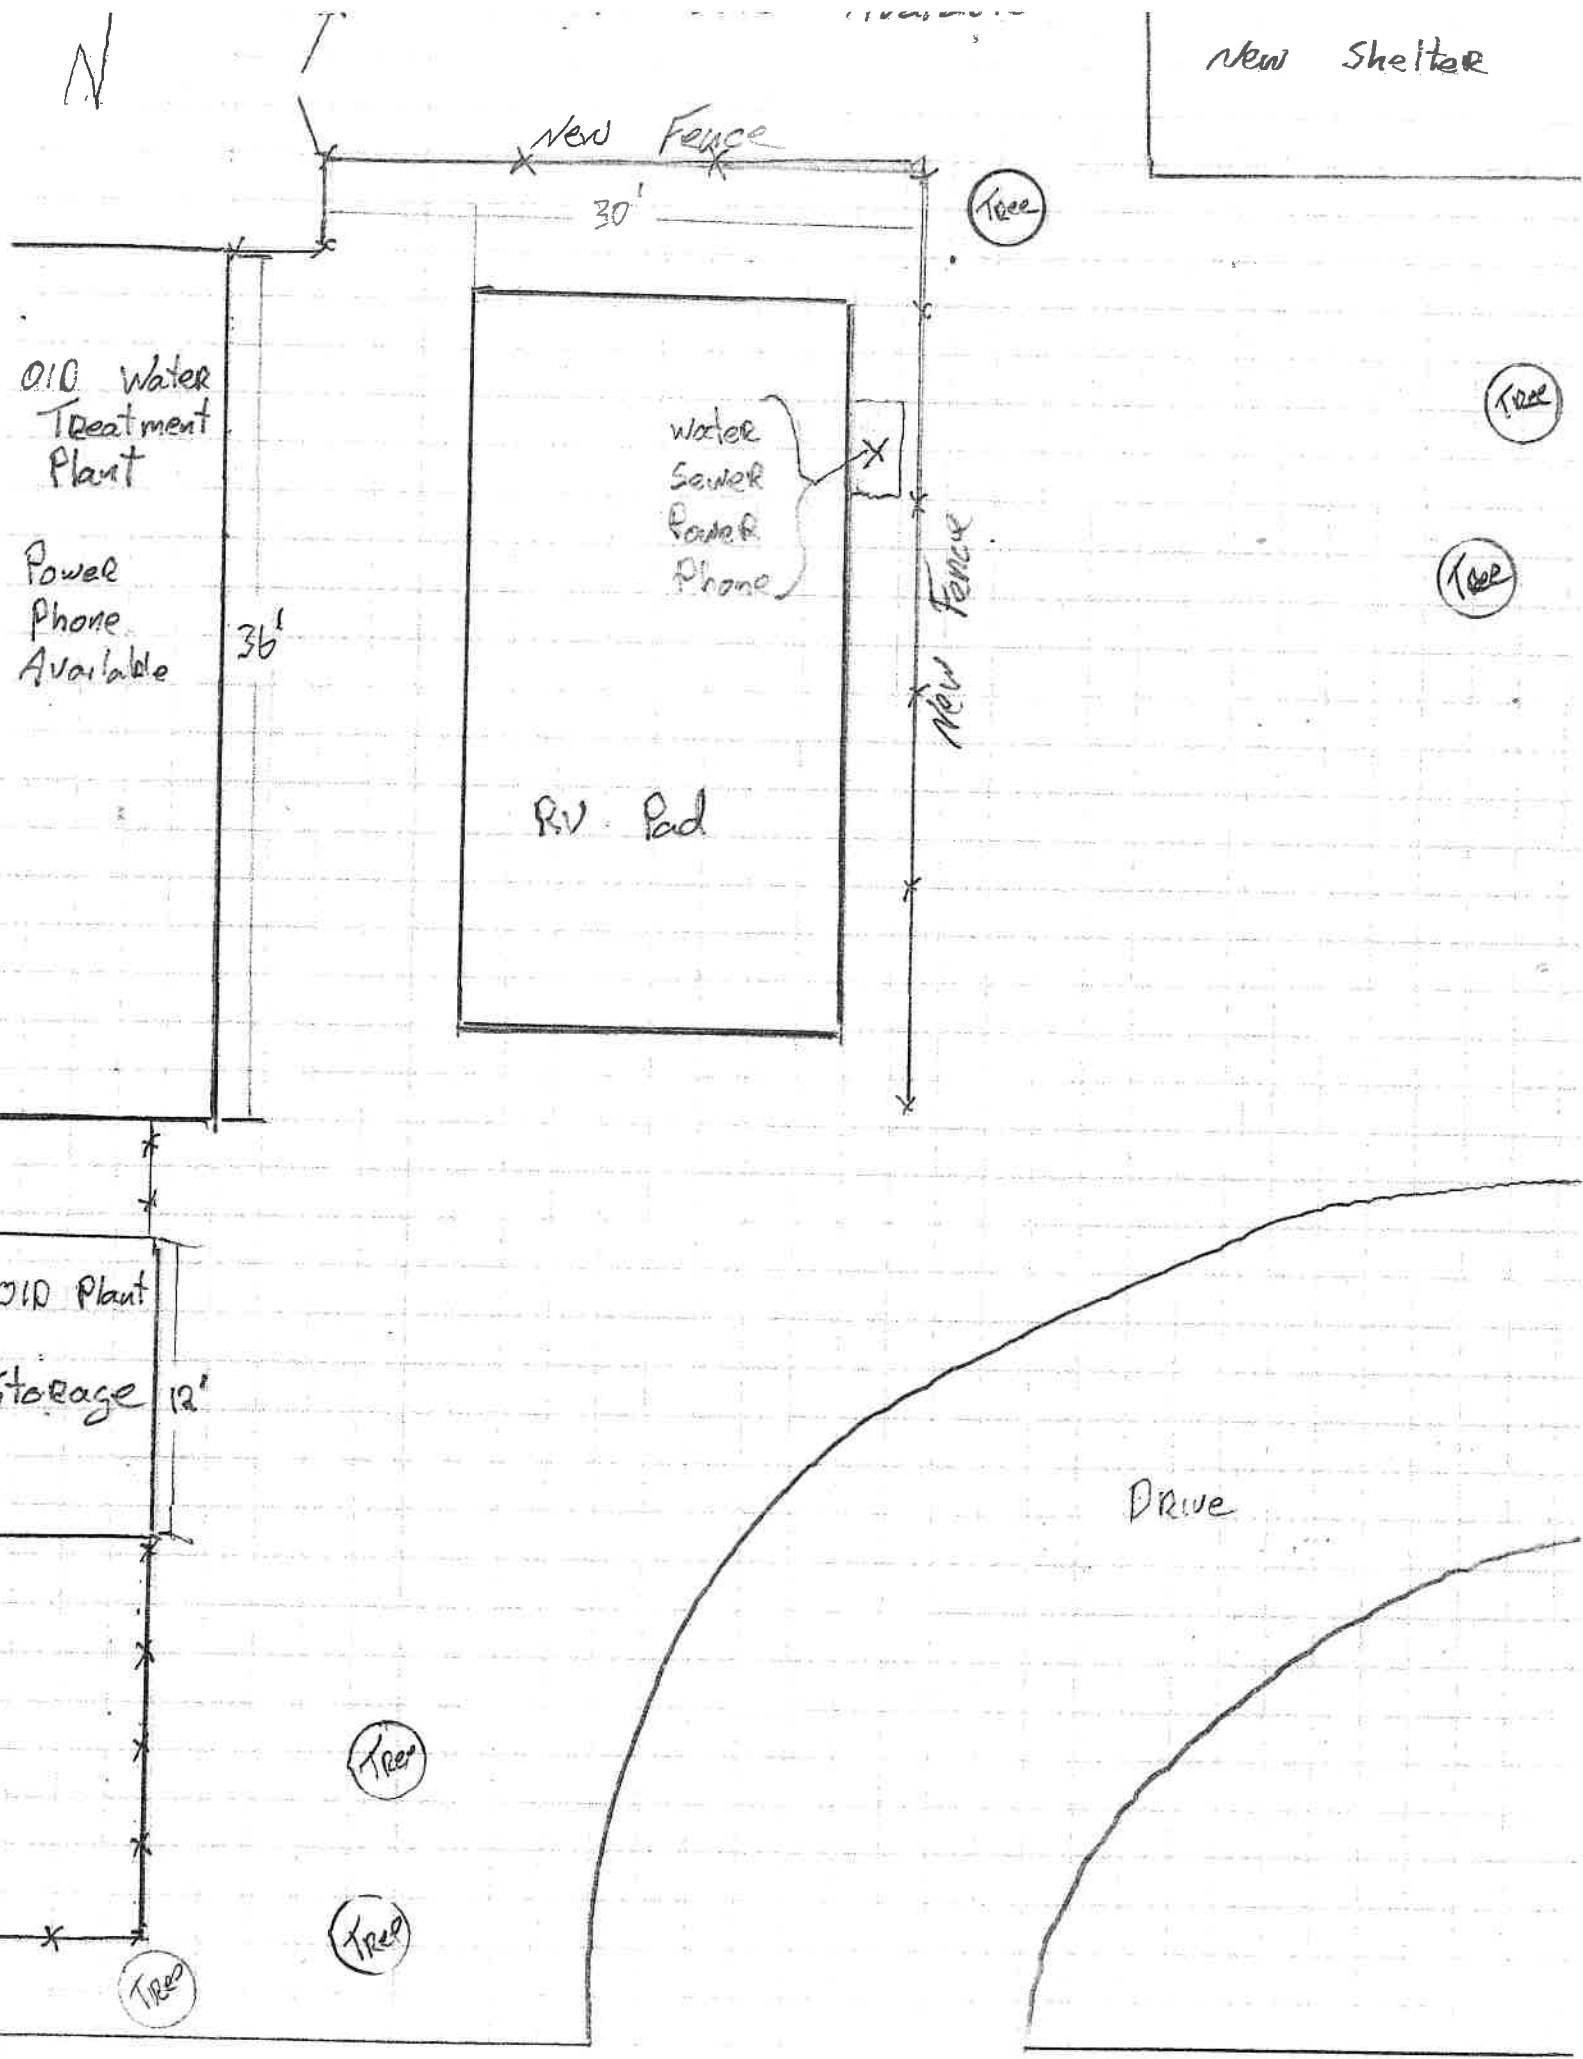 N
New Shelter
New Fence
30'
Tree
OlD Water
Treatment
Plant
Power
Phone
Available
36'
Water
Sewer
Power
Phone
New Fence
Tree
Tree
RV Pad
OlD Plant
Storage
12'
Drive
Tree
Tree
Tree